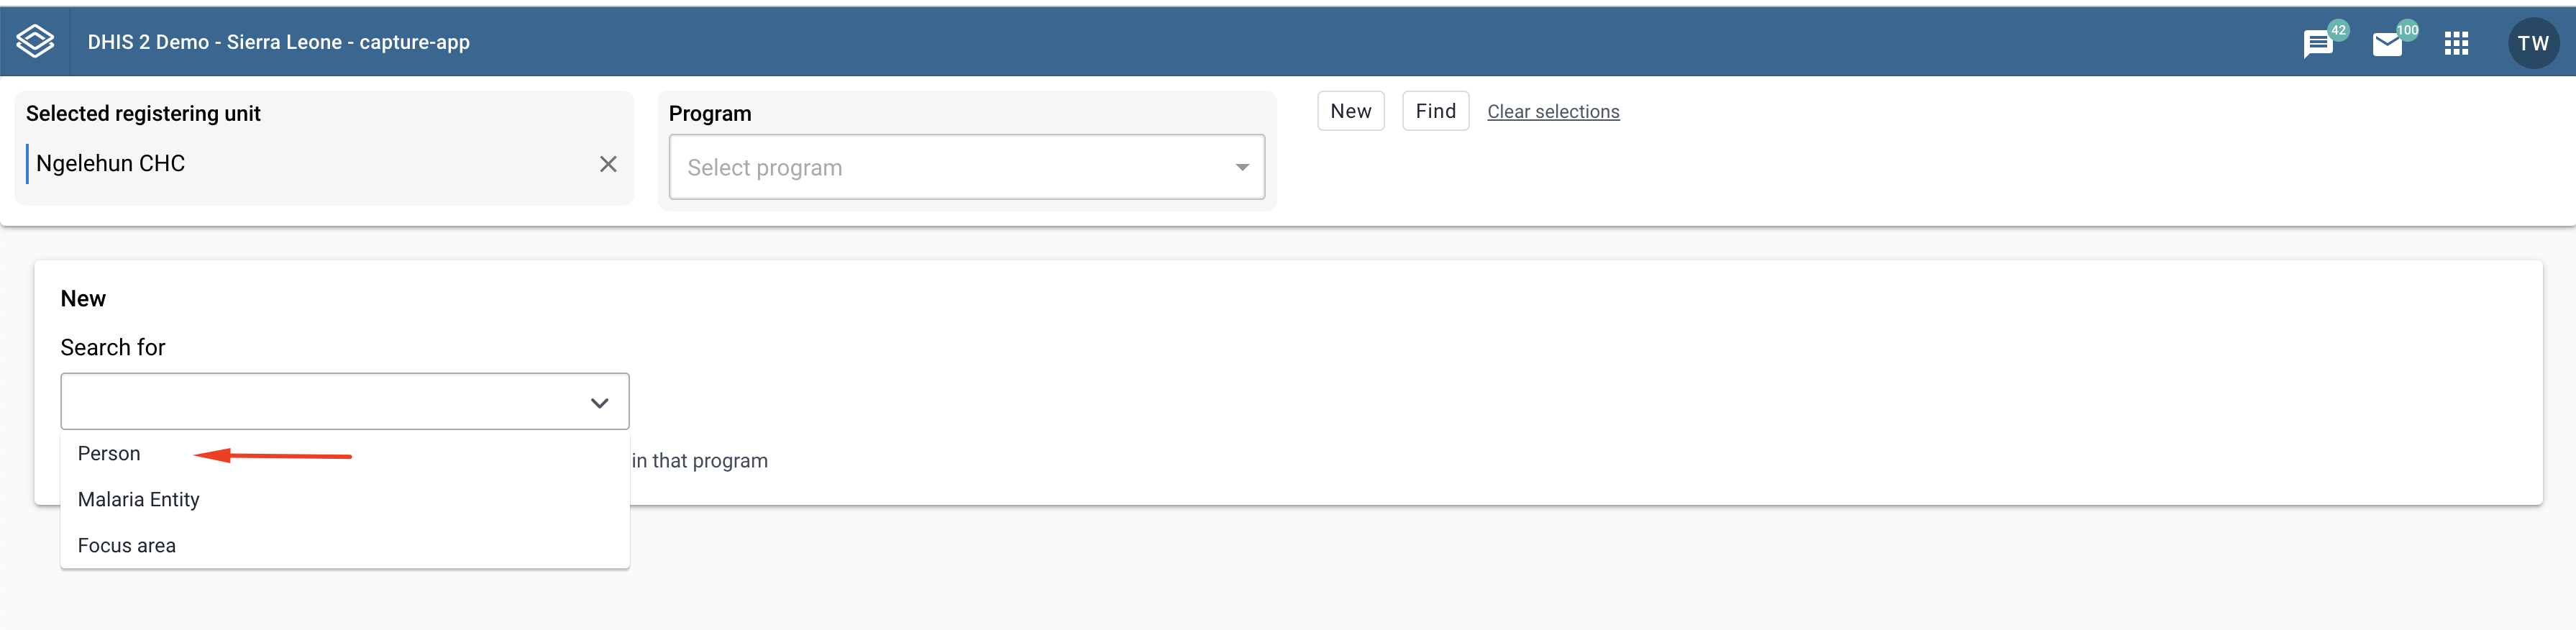 DHIS 2 Demo - Sierra Leone - capture-app
42
100
TW
Selected registering unit
Ngelehun CHC
Program
Select program
New
Find
Clear selections
New
Search for
Person
in that program
Malaria Entity
Focus area